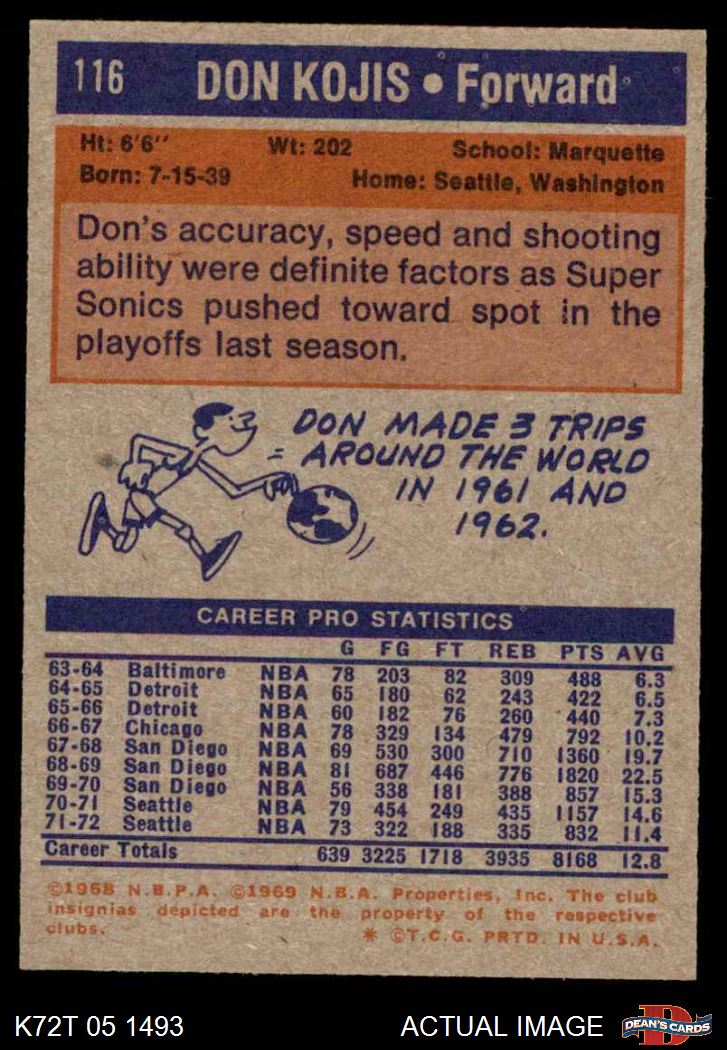 116 DON KOJIS • Forward
Ht: 6'6'' Wt: 202 School: Marquette
Born: 7-15-39 Home: Seattle, Washington
Don's accuracy, speed and shooting
ability were definite factors as Super
Sonics pushed toward spot in the
playoffs last season.
DON MADE 3 TRIPS
AROUND THE WORLD
IN 1961 AND
1962.
CAREER PRO STATISTICS
G FG FT REB PTS AVG
63-64 Baltimore NBA 78 203 82 309 488 6.3
64-65 Detroit NBA 65 180 62 243 422 6.5
65-66 Detroit NBA 60 182 76 260 440 7.3
66-67 Chicago NBA 78 329 134 479 792 10.2
67-68 San Diego NBA 69 530 300 710 1360 19.7
68-69 San Diego NBA 81 687 446 776 1820 22.5
69-70 San Diego NBA 56 338 181 388 857 15.3
70-71 Seattle NBA 79 454 249 435 1157 14.6
71-72 Seattle NBA 73 322 188 335 832 11.4
Career Totals 639 3225 1718 3935 8168 12.8
©1968 N.B.P.A. ©1969 N.B.A. Properties, Inc. The club
insignias depicted are the property of the respective
clubs. * ©T.C.G. PRTD. IN U.S.A.
K72T 05 1493 ACTUAL IMAGE D DEAN'S CARDS